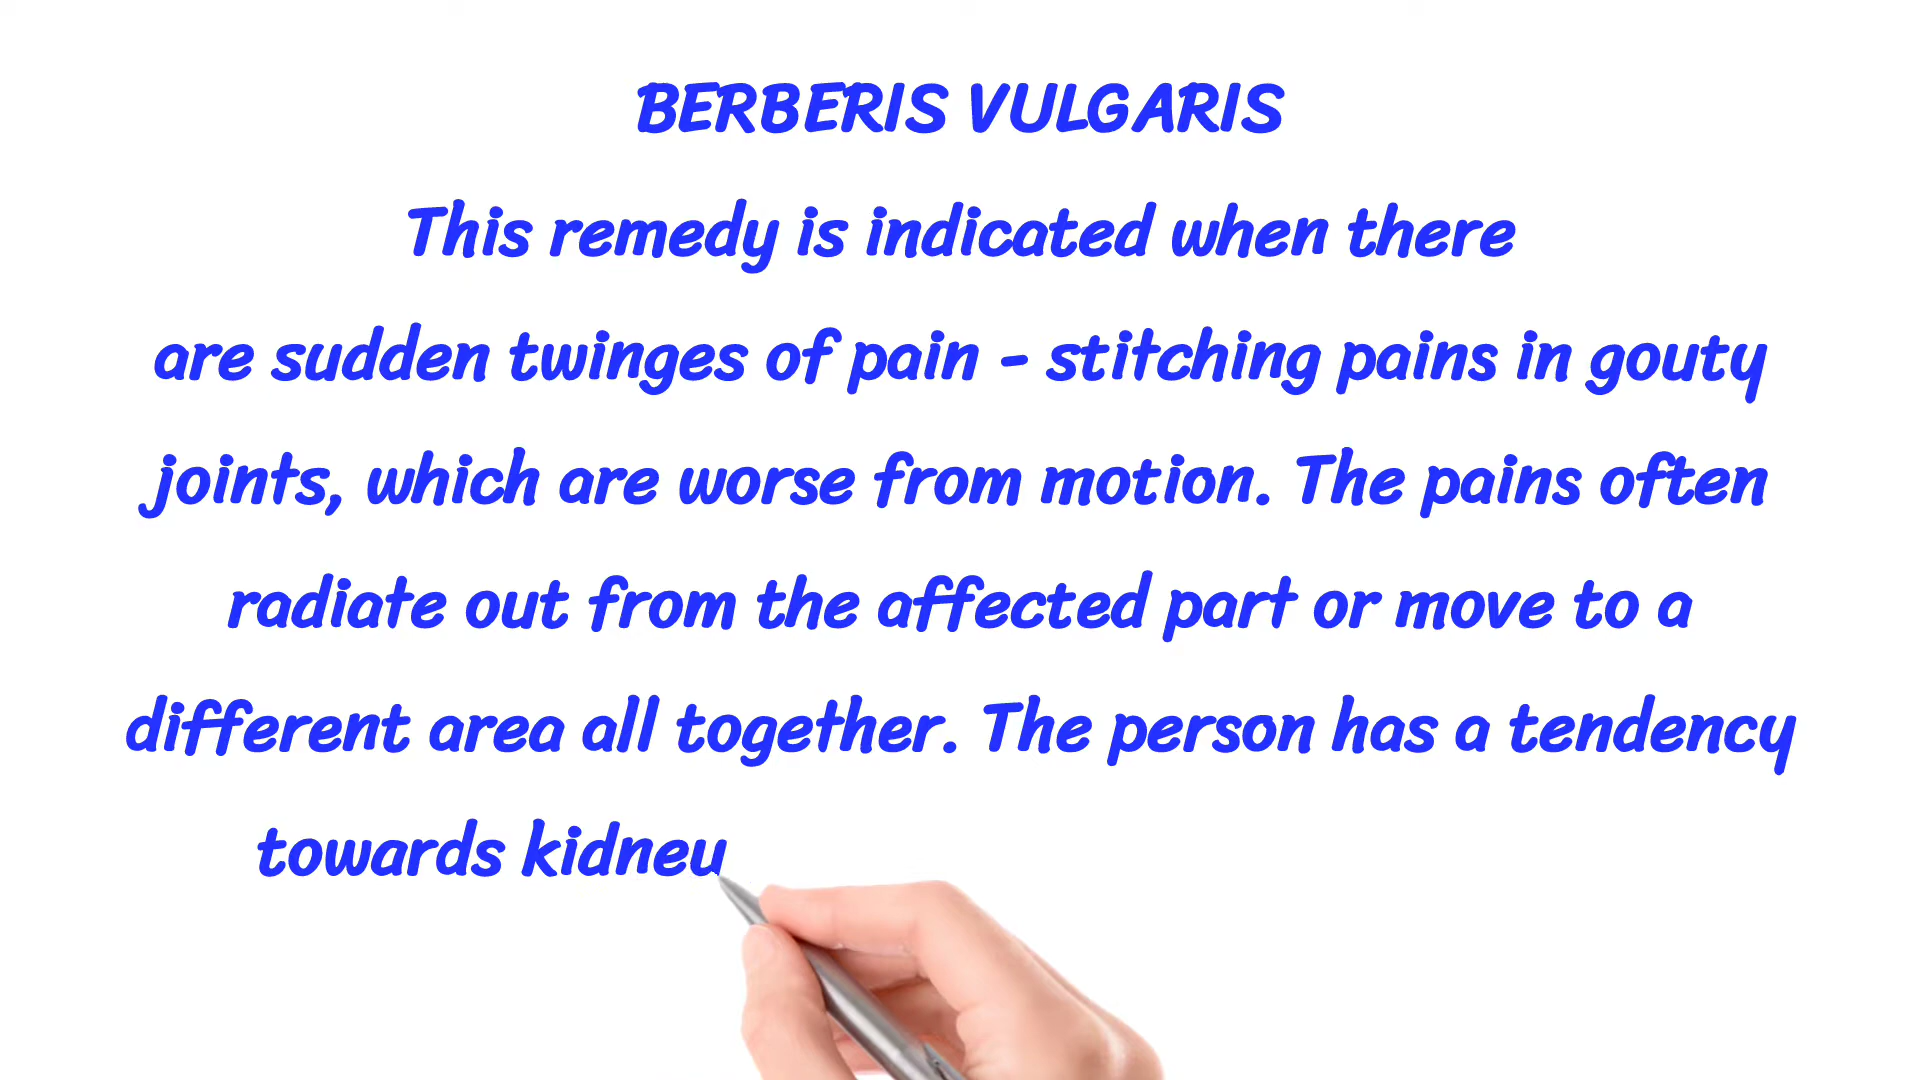 BERBERIS VULGARIS
This remedy is indicated when there
are sudden twinges of pain - stitching pains in gouty
joints, which are worse from motion. The pains often
radiate out from the affected part or move to a
different area all together. The person has a tendency
towards kidneu